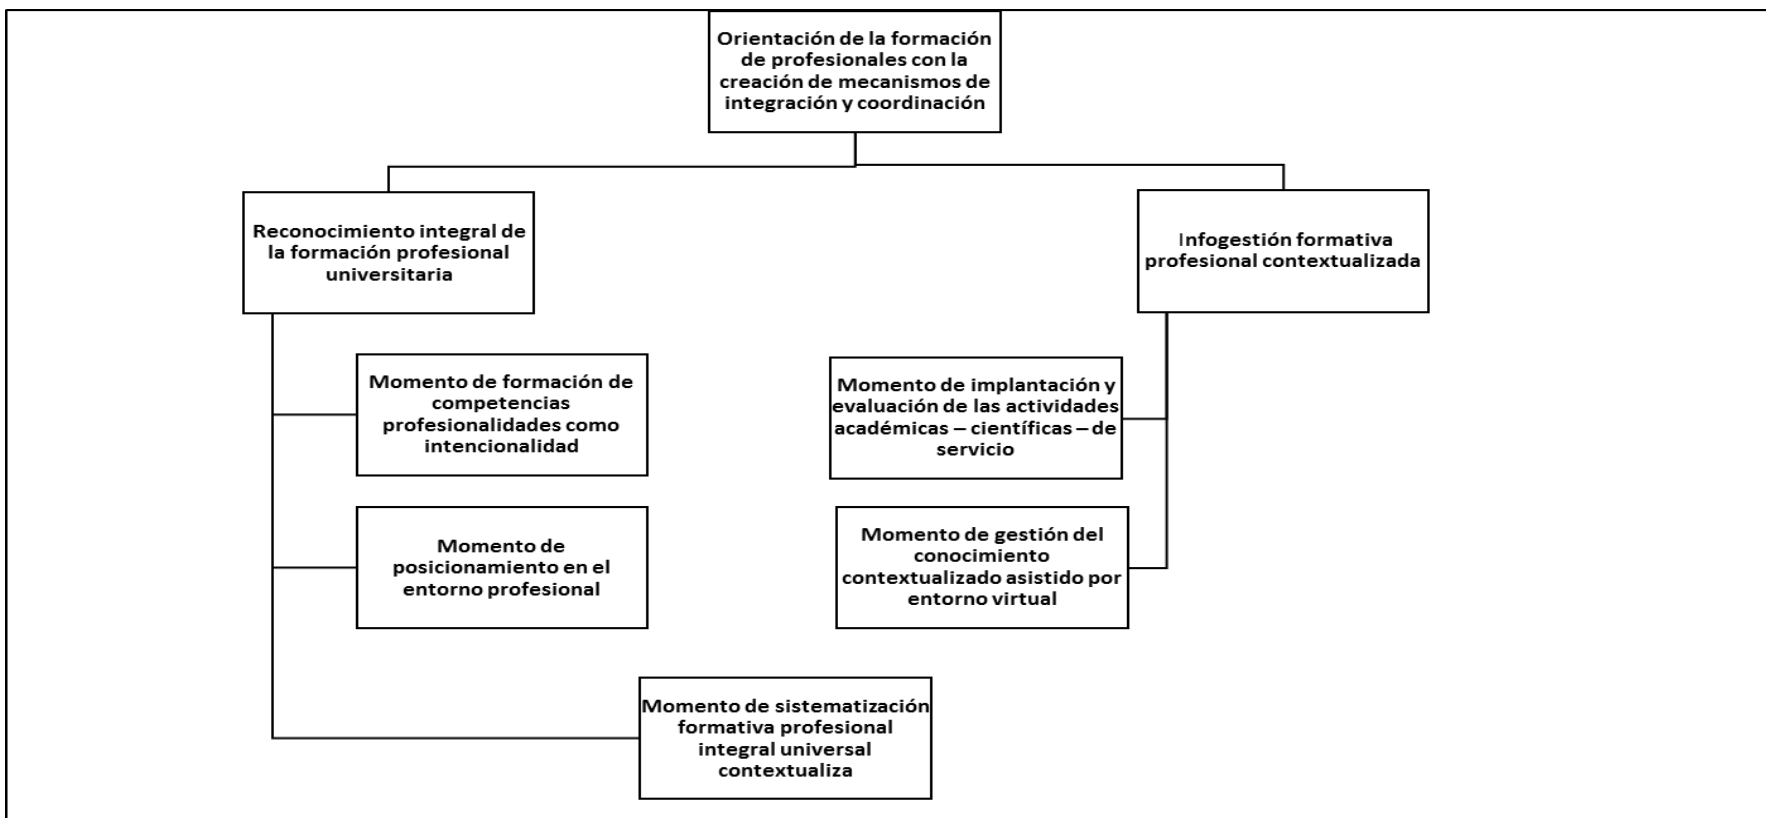 Orientación de la formación
de profesionales con la
creación de mecanismos de
integración y coordinación
Reconocimiento integral de
la formación profesional
universitaria
Infogestión formativa
profesional contextualizada
Momento de formación de
competencias
profesionalidades como
intencionalidad
Momento de implantación y
evaluación de las actividades
académicas – científicas – de
servicio
Momento de
posicionamiento en el
entorno profesional
Momento de gestión del
conocimiento
contextualizado asistido por
entorno virtual
Momento de sistematización
formativa profesional
integral universal
contextualiza